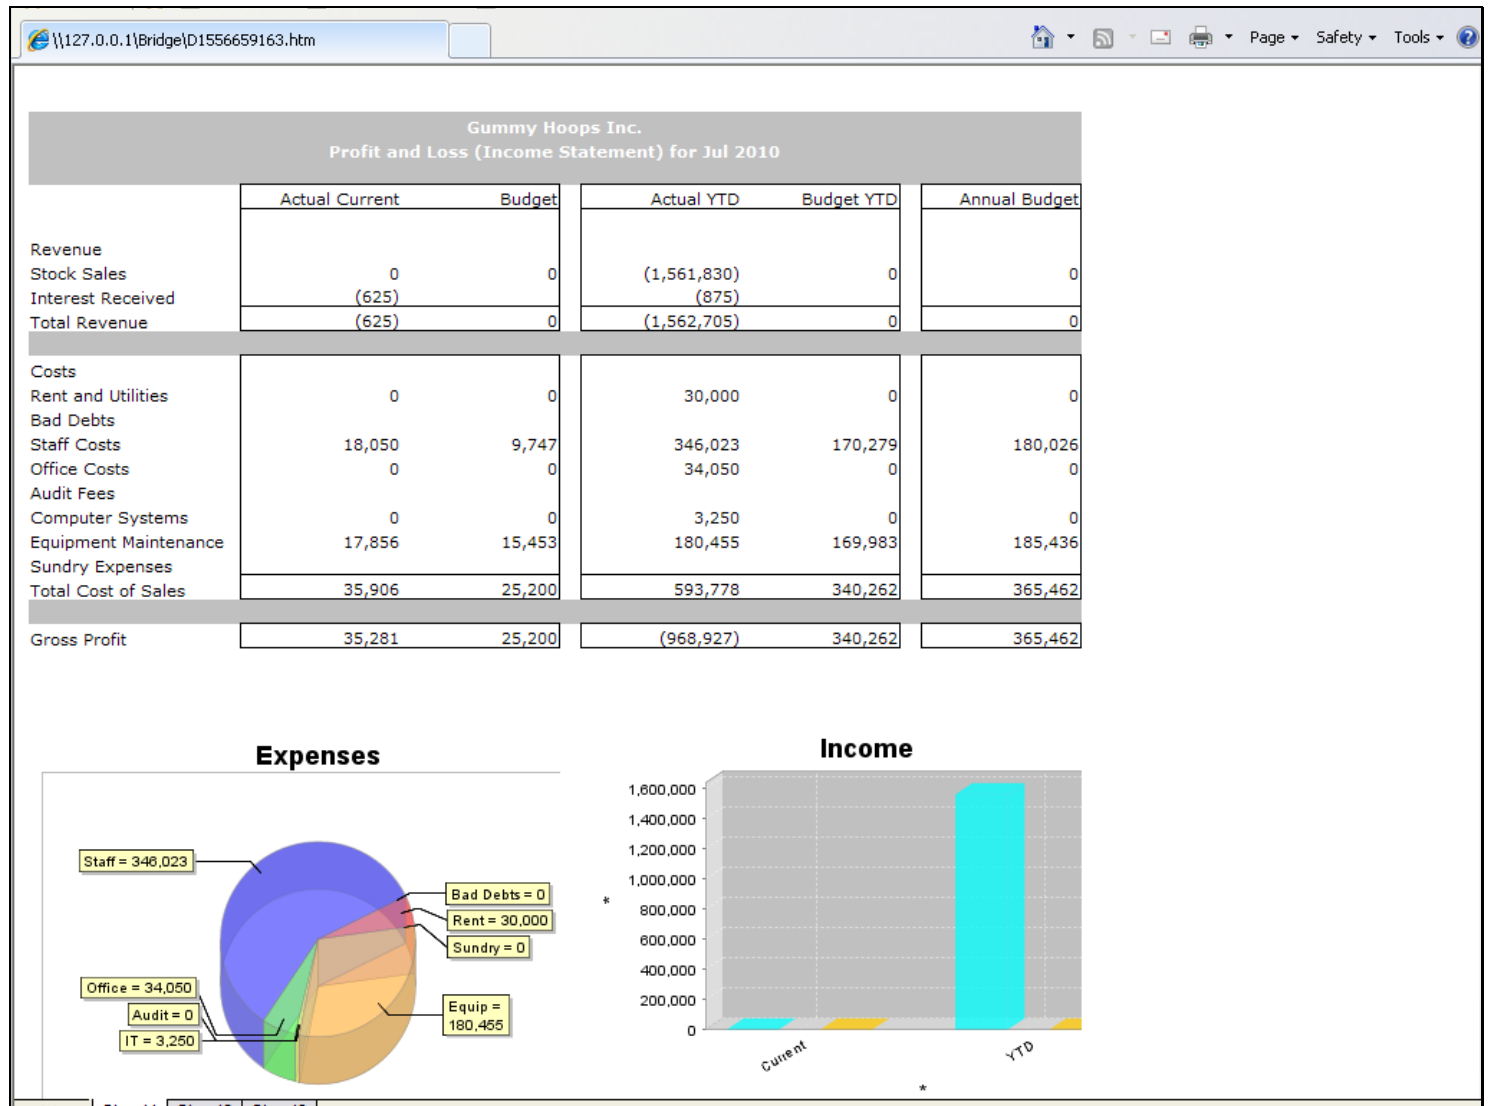 \\127.0.0.1\Bridge\D1556659163.htm
Page Safety Tools
Gummy Hoops Inc.
Profit and Loss (Income Statement) for Jul 2010
Actual Current Budget Actual YTD Budget YTD Annual Budget
Revenue
Stock Sales 0 0 (1,561,830) 0 0
Interest Received (625) (875)
Total Revenue (625) 0 (1,562,705) 0 0
Costs
Rent and Utilities 0 0 30,000 0 0
Bad Debts
Staff Costs 18,050 9,747 346,023 170,279 180,026
Office Costs 0 0 34,050 0 0
Audit Fees
Computer Systems 0 0 3,250 0 0
Equipment Maintenance 17,856 15,453 180,455 169,983 185,436
Sundry Expenses
Total Cost of Sales 35,906 25,200 593,778 340,262 365,462
Gross Profit 35,281 25,200 (968,927) 340,262 365,462
Expenses
Staff = 346,023
Bad Debts = 0
Rent = 30,000
Sundry = 0
Office = 34,050
Audit = 0
IT = 3,250
Equip =
180,455
Income
1,600,000
1,400,000
1,200,000
1,000,000
800,000
600,000
400,000
200,000
0
*
Current YTD
*